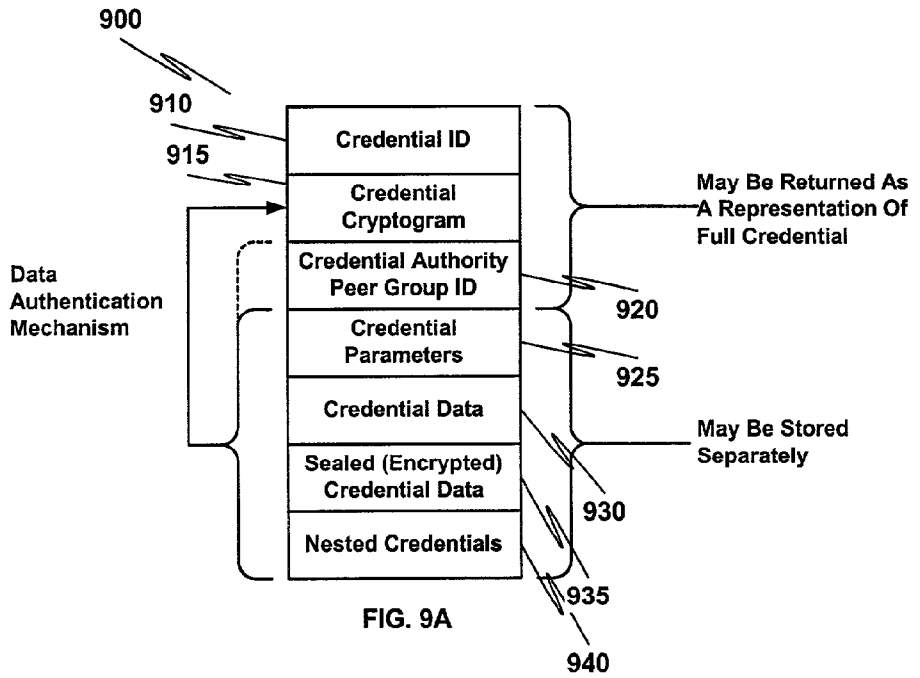 900
910
915
Credential ID
Credential
Cryptogram
Credential Authority
Peer Group ID
Credential
Parameters
Credential Data
Sealed (Encrypted)
Credential Data
Nested Credentials
Data
Authentication
Mechanism
May Be Returned As
A Representation Of
Full Credential
920
925
May Be Stored
Separately
930
935
940
FIG. 9A